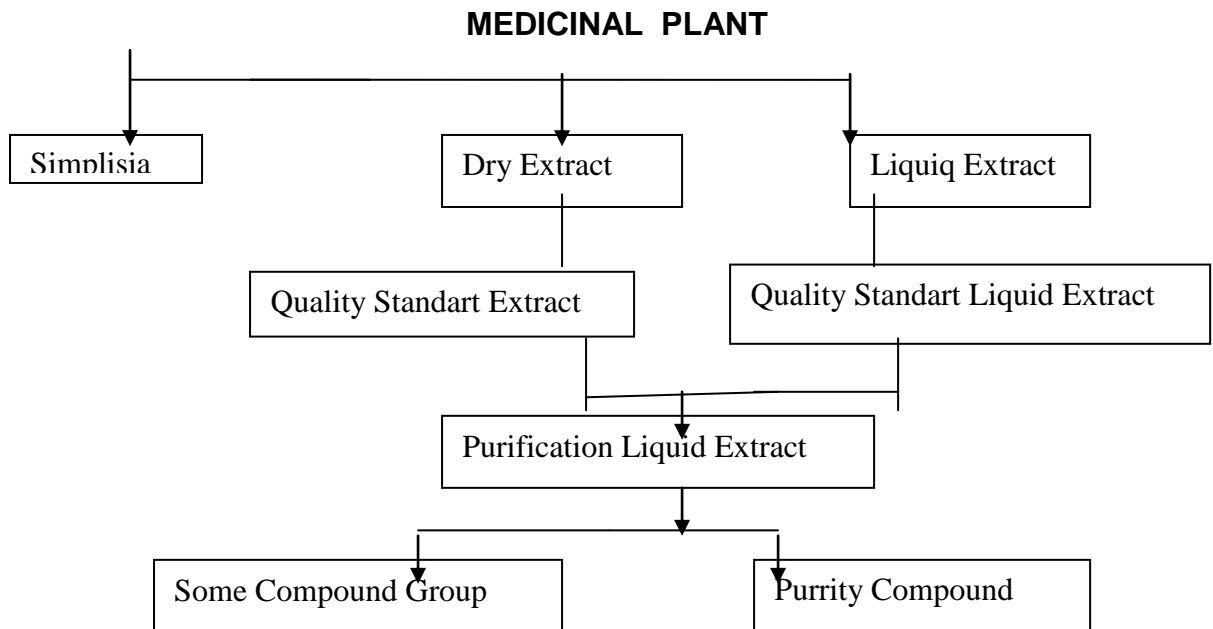 MEDICINAL PLANT
Simplisia
Dry Extract
Liquiq Extract
Quality Standart Extract
Quality Standart Liquid Extract
Purification Liquid Extract
Some Compound Group
Purrity Compound